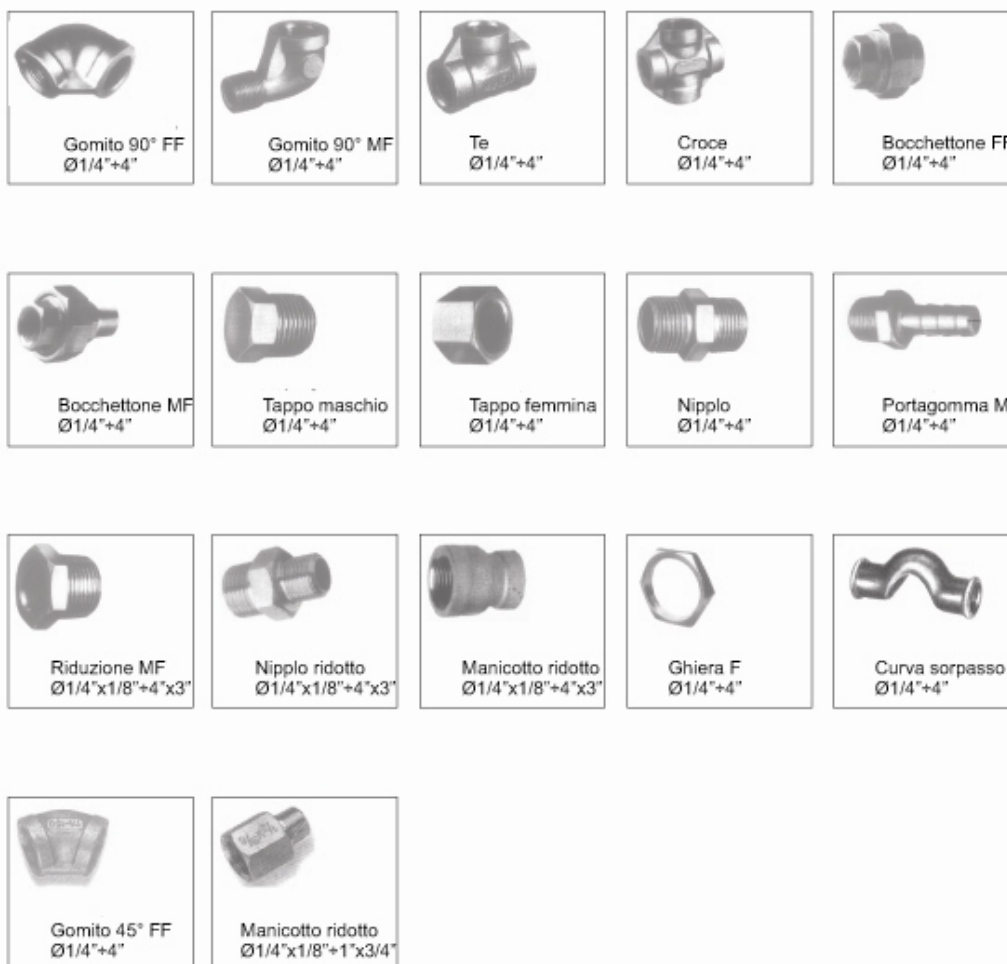 Gomito 90° FF
Ø1/4"÷4"
Gomito 90° MF
Ø1/4"÷4"
Te
Ø1/4"÷4"
Croce
Ø1/4"÷4"
Bocchettone FF
Ø1/4"÷4"
Bocchettone MF
Ø1/4"÷4"
Tappo maschio
Ø1/4"÷4"
Tappo femmina
Ø1/4"÷4"
Nipplo
Ø1/4"÷4"
Portagomma M
Ø1/4"÷4"
Riduzione MF
Ø1/4"x1/8"÷4"x3"
Nipplo ridotto
Ø1/4"x1/8"÷4"x3"
Manicotto ridotto
Ø1/4"x1/8"÷4"x3"
Ghiera F
Ø1/4"÷4"
Curva sorpasso
Ø1/4"÷4"
Gomito 45° FF
Ø1/4"÷4"
Manicotto ridotto
Ø1/4"x1/8"÷1"x3/4"